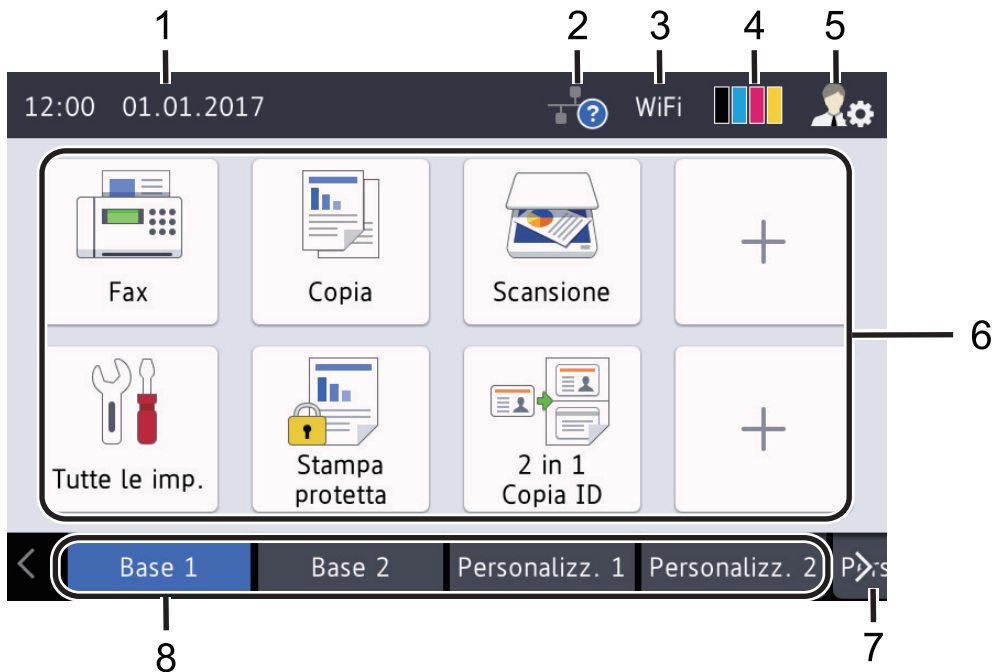 1 2 3 4 5
12:00 01.01.2017 ? WiFi
Fax Copia Scansione
6
Tutte le imp. Stampa protetta 2 in 1 Copia ID
Base 1 Base 2 Personalizz. 1 Personalizz. 2 Pers
8 7